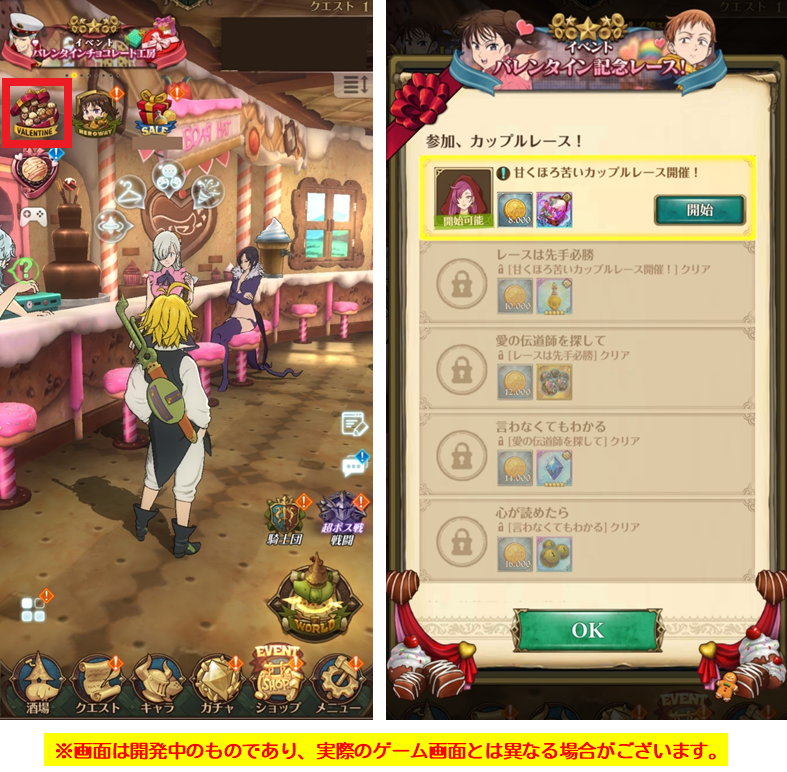 クエスト 1
イベント
バレンタインチョコレート工房
VALENTINE
HERO WAY
SALE
BOAR HAT
騎士団
超ボス戦
戦闘
WORLD
EVENT
SHOP
酒場
クエスト
キャラ
ガチャ
ショップ
メニュー
クエスト 1
イベント
バレンタイン記念レース!
参加、カップルレース！
甘くほろ苦いカップルレース開催！
開始可能
8,000
開始
レースは先手必勝
[甘くほろ苦いカップルレース開催！] クリア
10,000
愛の伝道師を探して
[レースは先手必勝] クリア
12,000
言わなくてもわかる
[愛の伝道師を探して] クリア
14,000
心が読めたら
[言わなくてもわかる] クリア
16,000
OK
EVENT
※画面は開発中のものであり、実際のゲーム画面とは異なる場合がございます。